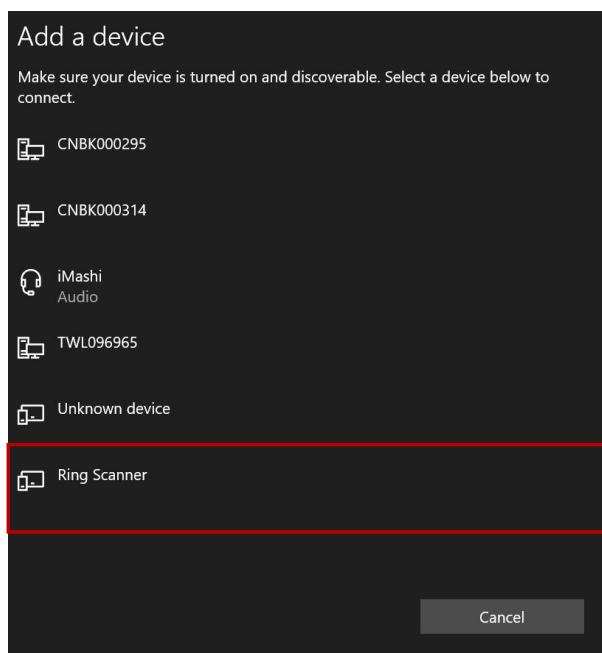 Add a device
Make sure your device is turned on and discoverable. Select a device below to
connect.
CNBK000295
CNBK000314
iMashi
Audio
TWL096965
Unknown device
Ring Scanner
Cancel